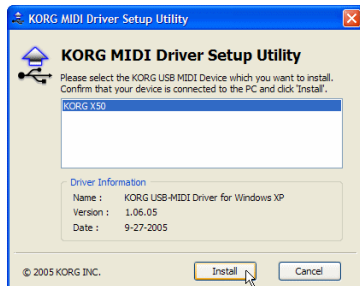 KORG MIDI Driver Setup Utility
KORG MIDI Driver Setup Utility
Please select the KORG USB MIDI Device which you want to install.
Confirm that your device is connected to the PC and click 'Install'.
KORG X50
Driver Information
Name : KORG USB-MIDI Driver for Windows XP
Version : 1.06.05
Date : 9-27-2005
© 2005 KORG INC.
Install
Cancel